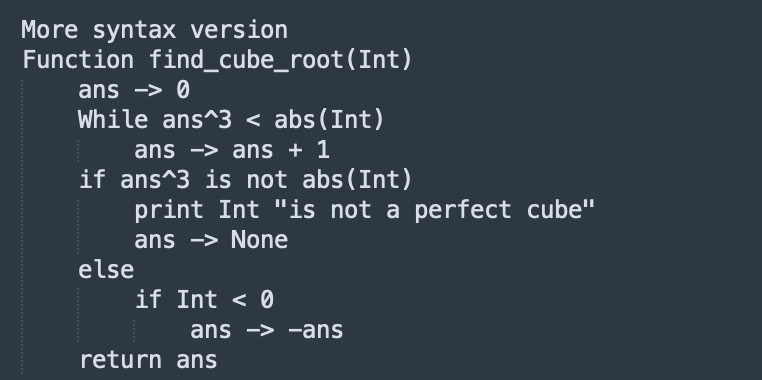 More syntax version
Function find_cube_root(Int)
ans -> 0
While ans^3 < abs(Int)
ans -> ans + 1
if ans^3 is not abs(Int)
print Int "is not a perfect cube"
ans -> None
else
if Int < 0
ans -> -ans
return ans